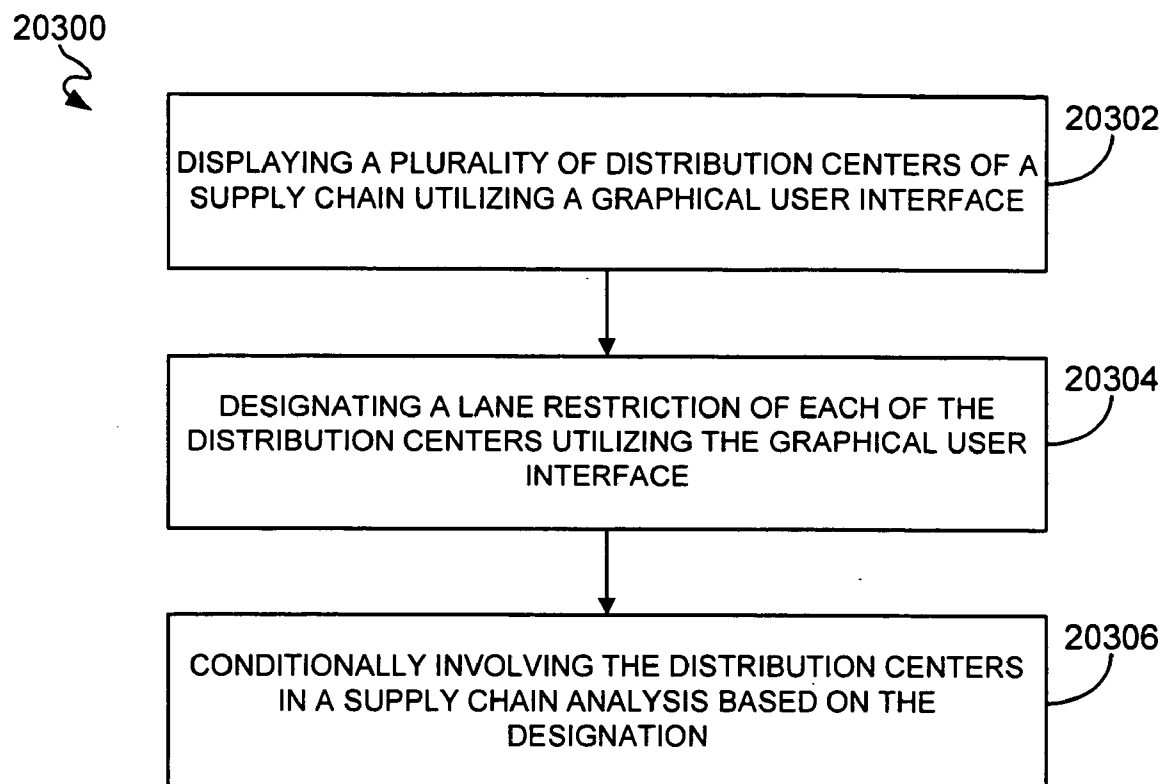 20300
20302
DISPLAYING A PLURALITY OF DISTRIBUTION CENTERS OF A
SUPPLY CHAIN UTILIZING A GRAPHICAL USER INTERFACE
20304
DESIGNATING A LANE RESTRICTION OF EACH OF THE
DISTRIBUTION CENTERS UTILIZING THE GRAPHICAL USER
INTERFACE
20306
CONDITIONALLY INVOLVING THE DISTRIBUTION CENTERS
IN A SUPPLY CHAIN ANALYSIS BASED ON THE
DESIGNATION